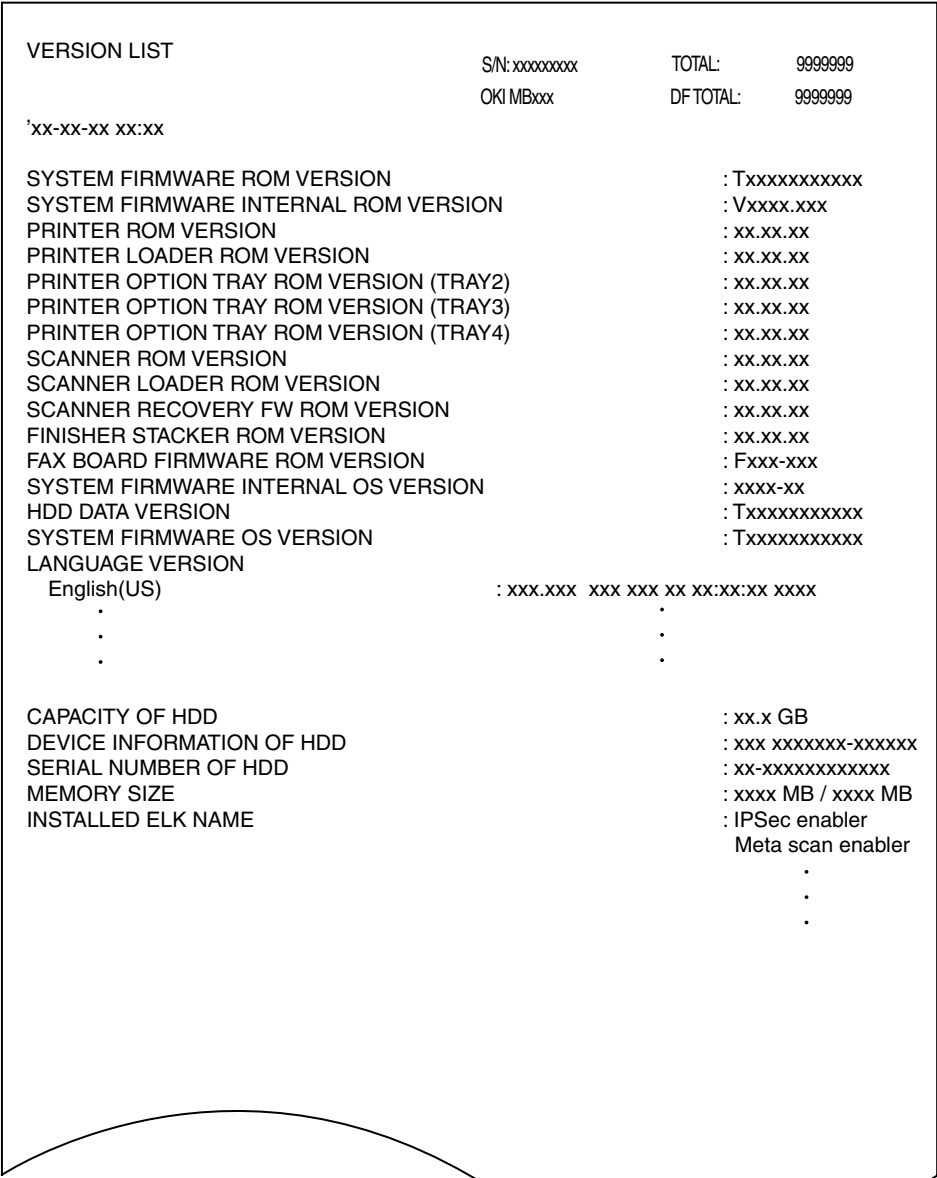 VERSION LIST
S/N: xxxxxxxxx TOTAL: 9999999
OKI MBxxx DF TOTAL: 9999999
'xx-xx-xx xx:xx
SYSTEM FIRMWARE ROM VERSION : Txxxxxxxxxxx
SYSTEM FIRMWARE INTERNAL ROM VERSION : Vxxxx.xxx
PRINTER ROM VERSION : xx.xx.xx
PRINTER LOADER ROM VERSION : xx.xx.xx
PRINTER OPTION TRAY ROM VERSION (TRAY2) : xx.xx.xx
PRINTER OPTION TRAY ROM VERSION (TRAY3) : xx.xx.xx
PRINTER OPTION TRAY ROM VERSION (TRAY4) : xx.xx.xx
SCANNER ROM VERSION : xx.xx.xx
SCANNER LOADER ROM VERSION : xx.xx.xx
SCANNER RECOVERY FW ROM VERSION : xx.xx.xx
FINISHER STACKER ROM VERSION : xx.xx.xx
FAX BOARD FIRMWARE ROM VERSION : Fxxx-xxx
SYSTEM FIRMWARE INTERNAL OS VERSION : xxxx-xx
HDD DATA VERSION : Txxxxxxxxxxx
SYSTEM FIRMWARE OS VERSION : Txxxxxxxxxxx
LANGUAGE VERSION
English(US) : xxx.xxx xxx xxx xx xx:xx:xx xxxx
. .
. .
. .
CAPACITY OF HDD : xx.x GB
DEVICE INFORMATION OF HDD : xxx xxxxxxx-xxxxxx
SERIAL NUMBER OF HDD : xx-xxxxxxxxxxxx
MEMORY SIZE : xxxx MB / xxxx MB
INSTALLED ELK NAME : IPSec enabler
Meta scan enabler
.
.
.